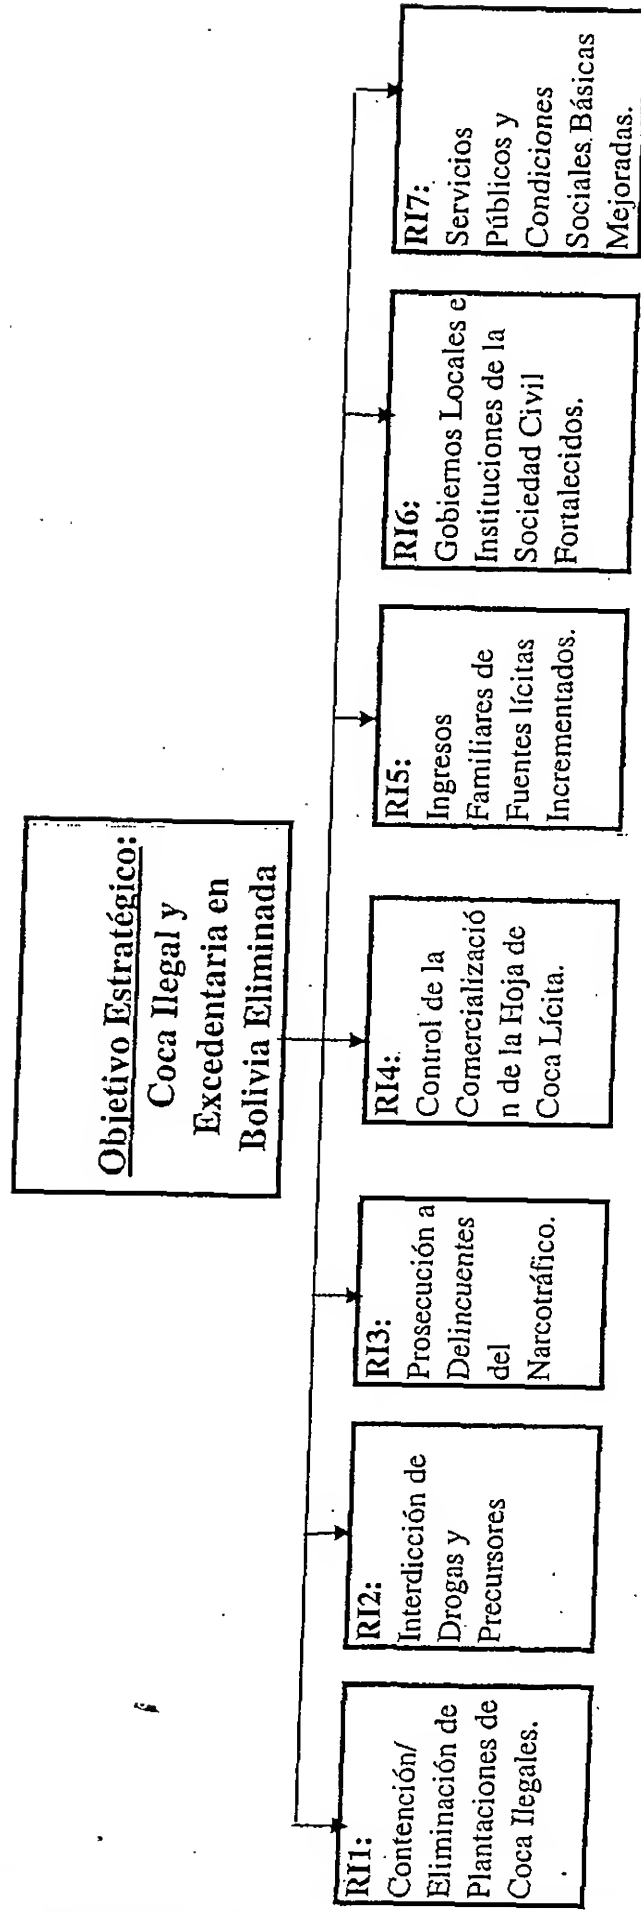 Objetivo Estratégico:
Coca Ilegal y
Excedentaria en
Bolivia Eliminada
RI1:
Contención/
Eliminación de
Plantaciones de
Coca Ilegales.
RI2:
Interdicción de
Drogas y
Precursores
RI3:
Prosecución a
Delincuentes
del
Narcotráfico.
RI4:
Control de la
Comercializació
n de la Hoja de
Coca Lícita.
RI5:
Ingresos
Familiares de
Fuentes lícitas
Incrementados.
RI6:
Gobiernos Locales e
Instituciones de la
Sociedad Civil
Fortalecidos.
RI7:
Servicios
Públicos y
Condiciones
Sociales Básicas
Mejoradas.